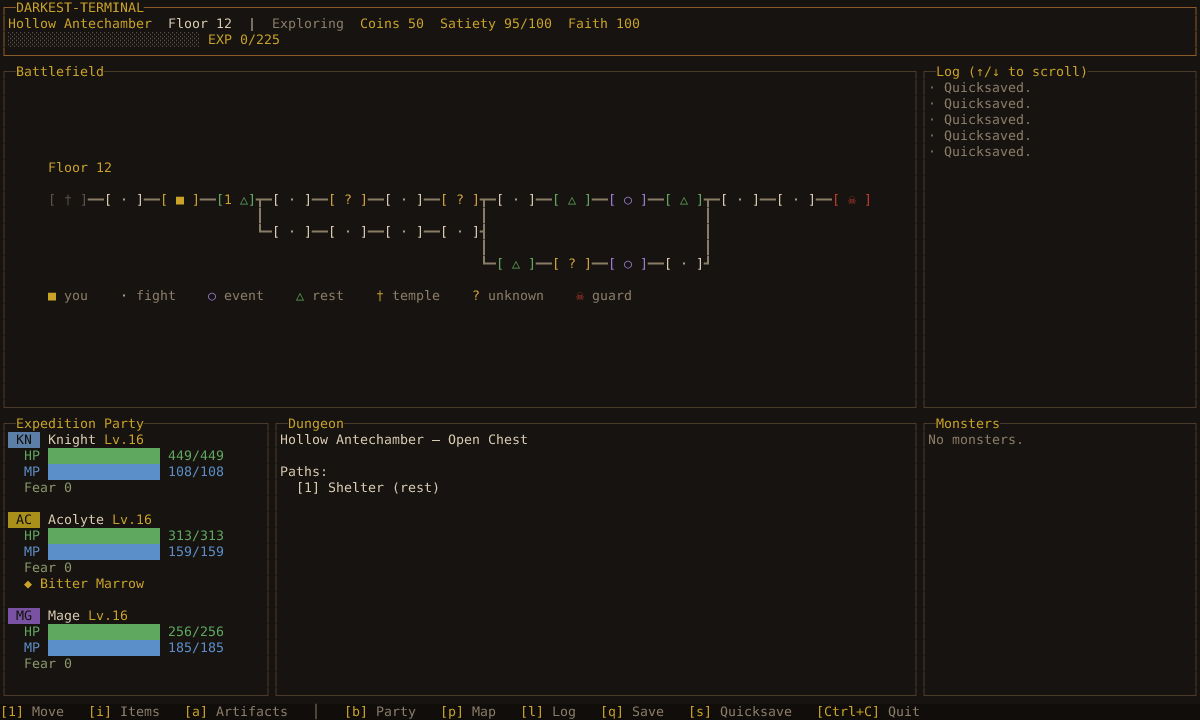 DARKEST-TERMINAL
Hollow Antechamber  Floor 12  |  Exploring  Coins 50  Satiety 95/100  Faith 100
EXP 0/225
Battlefield
Floor 12
[ † ]──[ · ]──[ ■ ]──[1 △]┬─[ · ]──[ ? ]──[ · ]──[ ? ]┬─[ · ]──[ △ ]──[ ○ ]──[ △ ]┬─[ · ]──[ · ]──[ ☠ ]
└─[ · ]──[ · ]──[ · ]──[ · ]┤
└─[ △ ]──[ ? ]──[ ○ ]──[ · ]┘
■ you  · fight  ○ event  △ rest  † temple  ? unknown  ☠ guard
Log (↑/↓ to scroll)
· Quicksaved.
· Quicksaved.
· Quicksaved.
· Quicksaved.
· Quicksaved.
Expedition Party
KN Knight Lv.16
HP 449/449
MP 108/108
Fear 0
AC Acolyte Lv.16
HP 313/313
MP 159/159
Fear 0
◆ Bitter Marrow
MG Mage Lv.16
HP 256/256
MP 185/185
Fear 0
Dungeon
Hollow Antechamber — Open Chest
Paths:
[1] Shelter (rest)
Monsters
No monsters.
[1] Move  [i] Items  [a] Artifacts  │  [b] Party  [p] Map  [l] Log  [q] Save  [s] Quicksave  [Ctrl+C] Quit